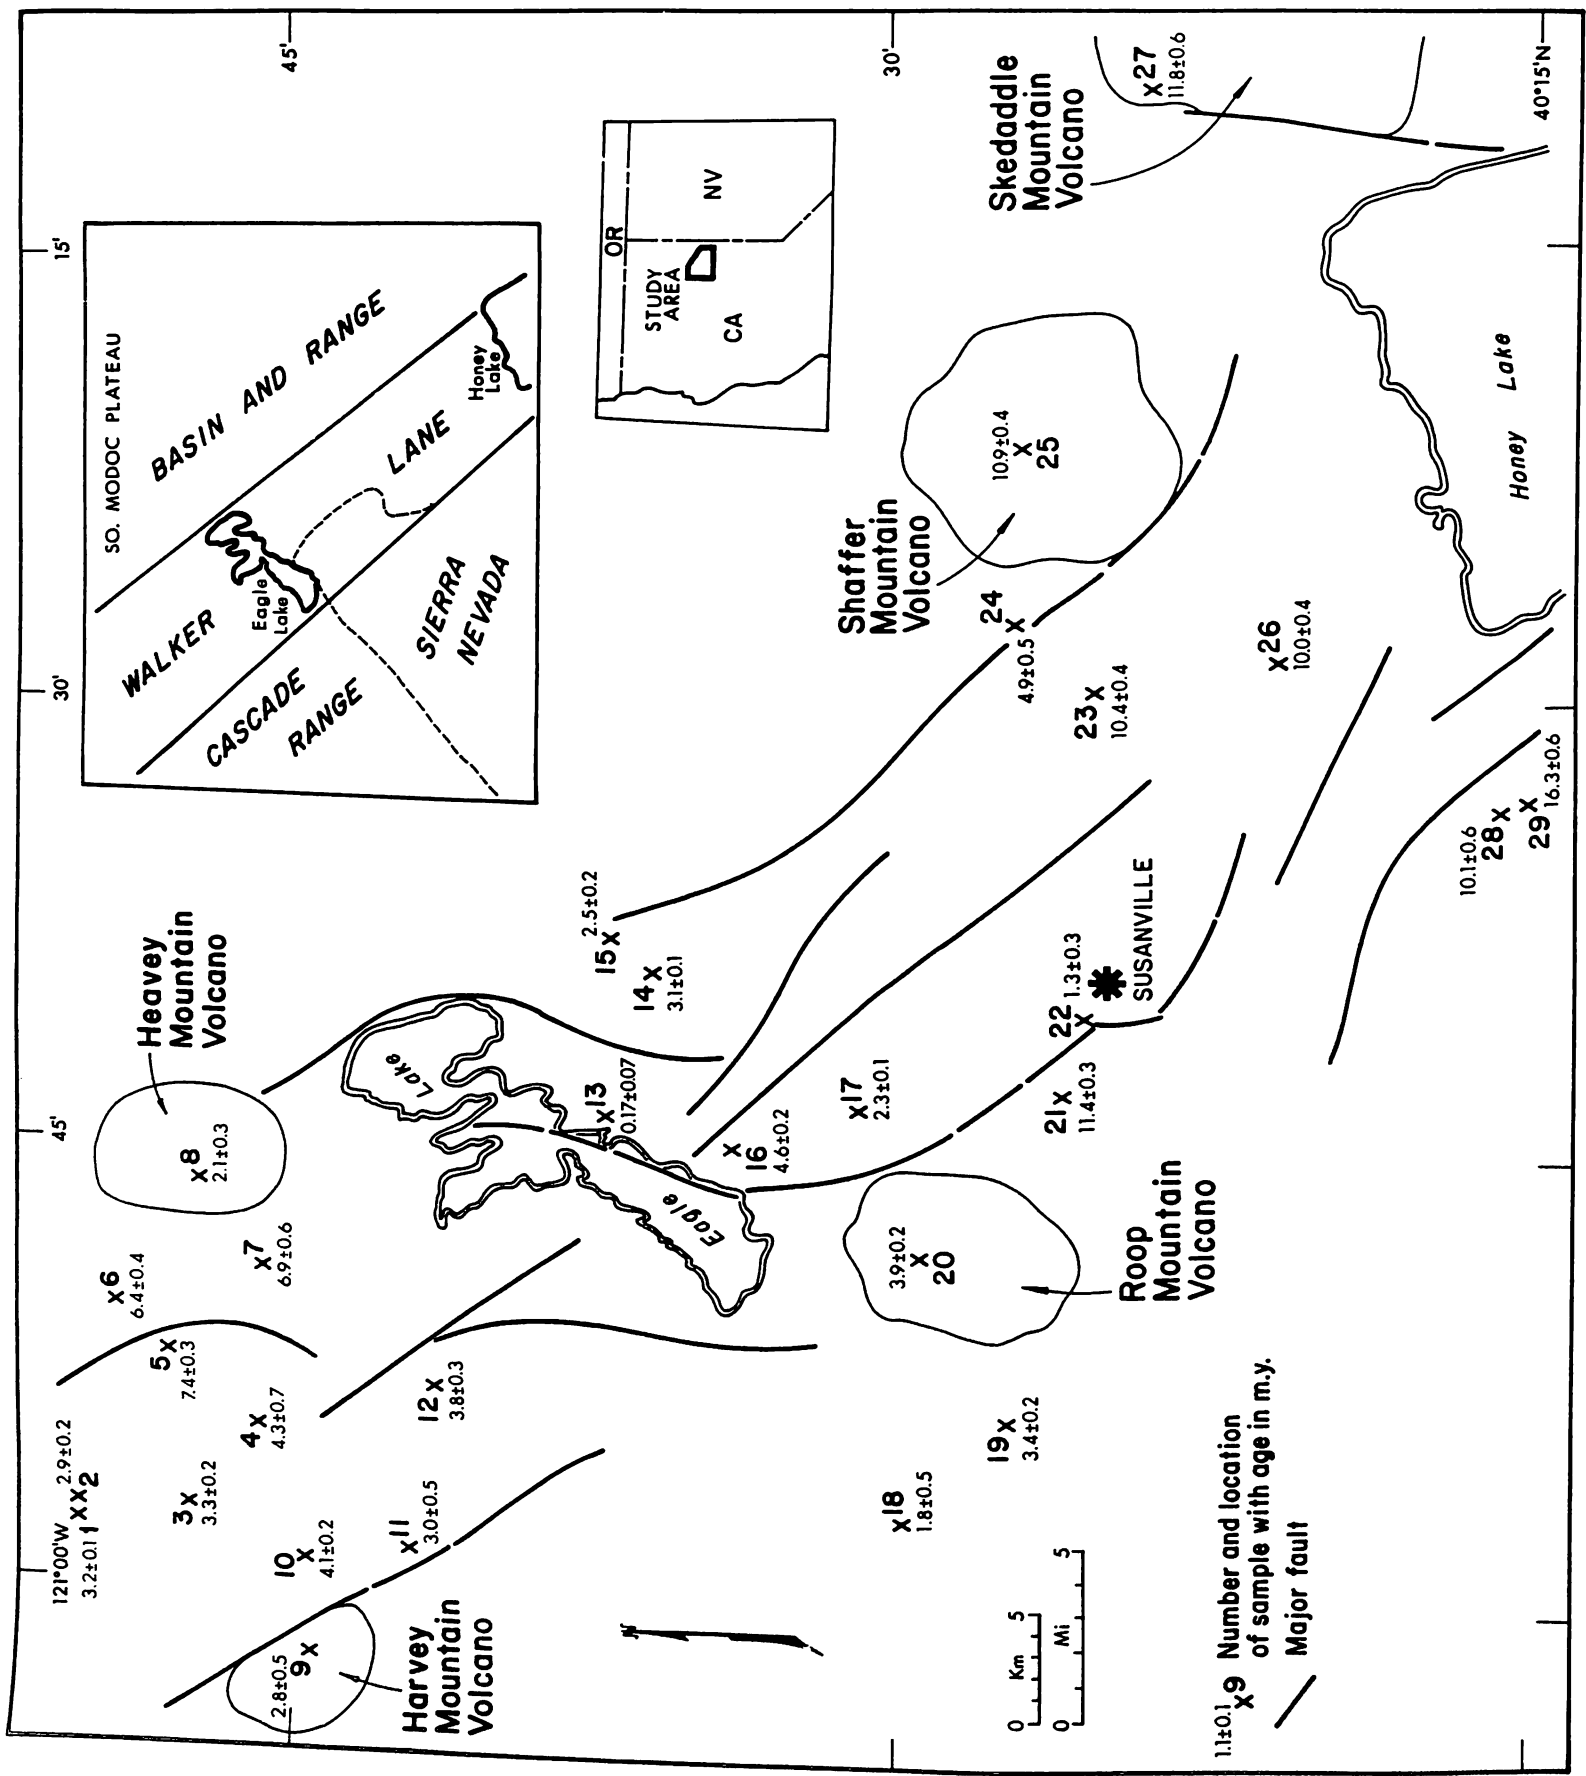 121°00'W
45'
30'
15'
45'
30'
40°15'N
3.2±0.1
1XX2
2.9±0.2
3X
3.3±0.2
4X
4.3±0.7
5X
7.4±0.3
X6
6.4±0.4
X7
6.9±0.6
X8
2.1±0.3
Heavey
Mountain
Volcano
2.8±0.5
9X
Harvey
Mountain
Volcano
10
X
4.1±0.2
X11
3.0±0.5
12X
3.8±0.3
Eagle
Lake
X13
0.17±0.07
14X
3.1±0.1
15X
2.5±0.2
X
16
4.6±0.2
X17
2.3±0.1
X18
1.8±0.5
19X
3.4±0.2
3.9±0.2
X
20
Roop
Mountain
Volcano
21X
11.4±0.3
22
X
1.3±0.3
SUSANVILLE
23X
10.4±0.4
24
X
4.9±0.5
Shaffer
Mountain
Volcano
10.9±0.4
X
25
X26
10.0±0.4
Skedaddle
Mountain
Volcano
X27
11.8±0.6
10.1±0.6
28X
29X
16.3±0.6
Honey Lake
SO. MODOC PLATEAU
BASIN AND RANGE
WALKER
LANE
Eagle
Lake
Honey
Lake
CASCADE
RANGE
SIERRA
NEVADA
OR
STUDY
AREA
NV
CA
N
0 Km 5
0 Mi 5
1.1±0.1
X9 Number and location
of sample with age in m.y.
Major fault